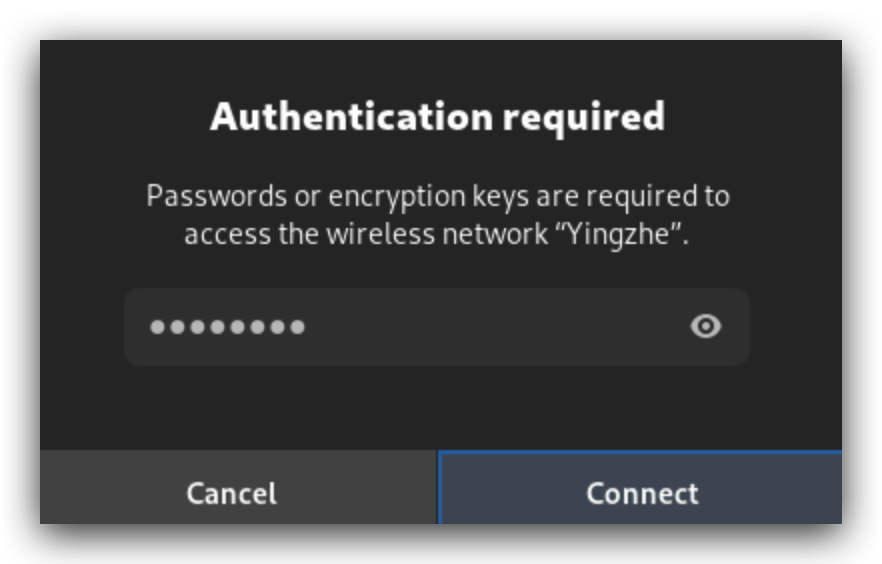 Authentication required
Passwords or encryption keys are required to
access the wireless network “Yingzhe”.
••••••••
Cancel
Connect